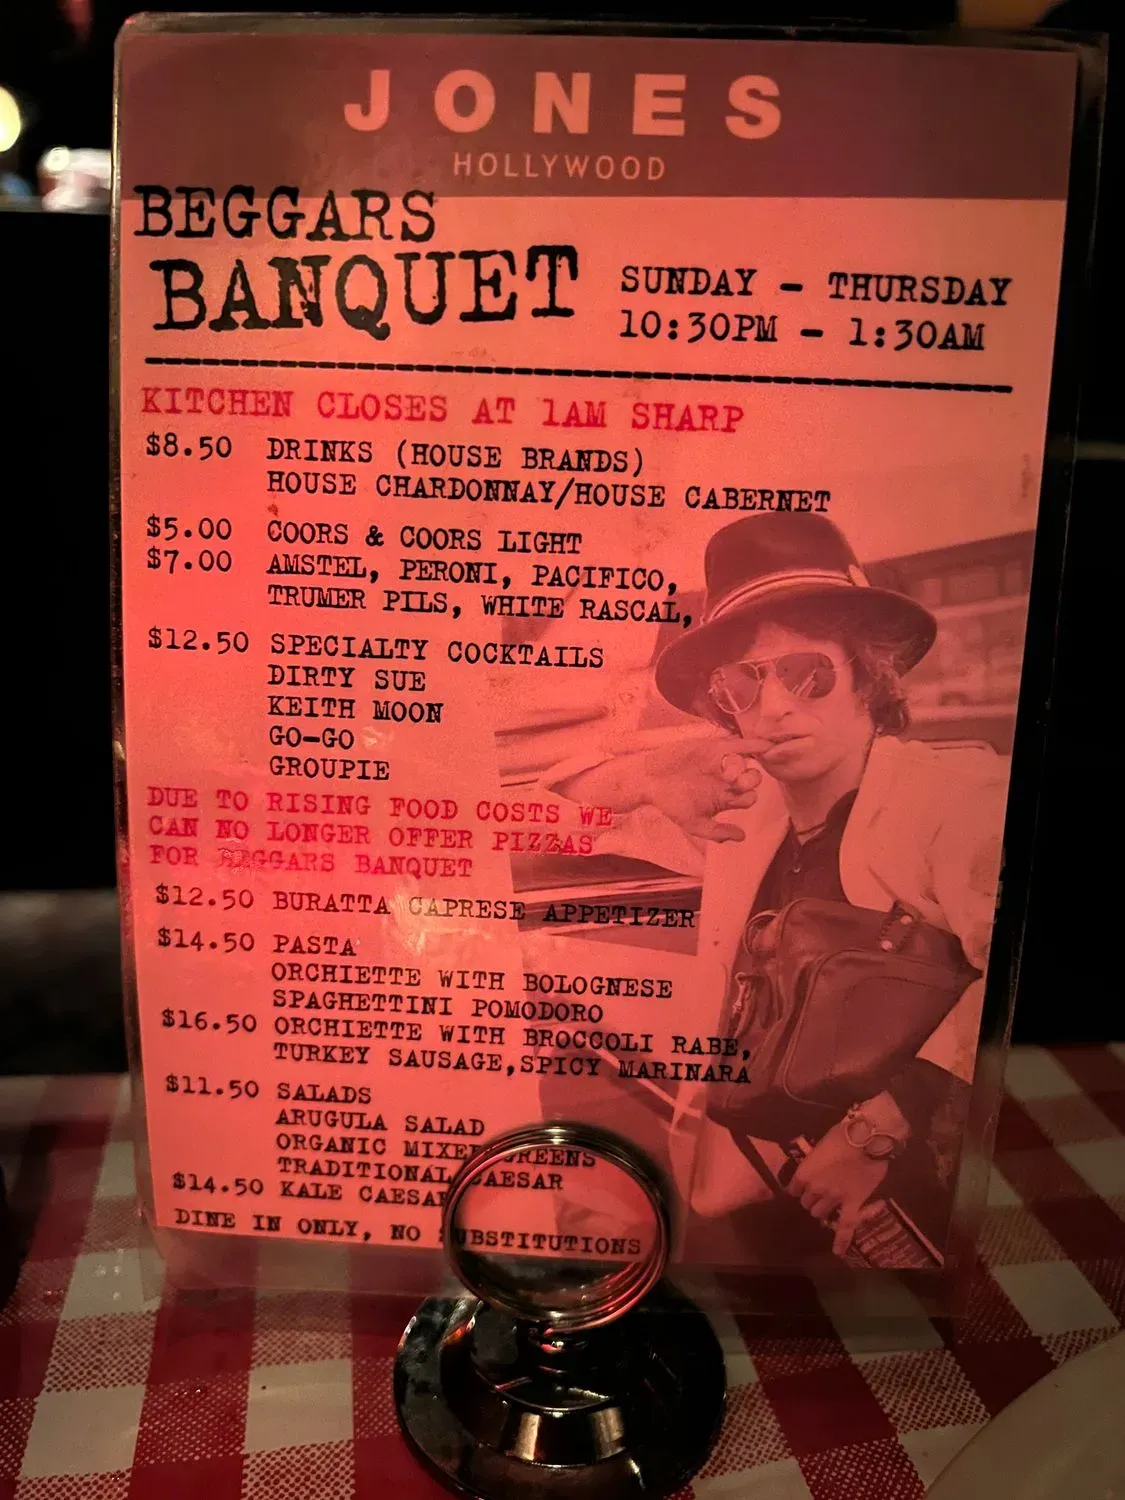 JONES
HOLLYWOOD
BEGGARS
BANQUET
SUNDAY - THURSDAY
10:30PM - 1:30AM
KITCHEN CLOSES AT 1AM SHARP
$8.50 DRINKS (HOUSE BRANDS)
HOUSE CHARDONNAY/HOUSE CABERNET
$5.00 COORS & COORS LIGHT
$7.00 AMSTEL, PERONI, PACIFICO,
TRUMER PILS, WHITE RASCAL,
$12.50 SPECIALTY COCKTAILS
DIRTY SUE
KEITH MOON
GO-GO
GROUPIE
DUE TO RISING FOOD COSTS WE
CAN NO LONGER OFFER PIZZAS
FOR BEGGARS BANQUET
$12.50 BURATTA CAPRESE APPETIZER
$14.50 PASTA
ORCHIETTE WITH BOLOGNESE
SPAGHETTINI POMODORO
$16.50 ORCHIETTE WITH BROCCOLI RABE,
TURKEY SAUSAGE,SPICY MARINARA
$11.50 SALADS
ARUGULA SALAD
ORGANIC MIXED GREENS
TRADITIONAL CAESAR
$14.50 KALE CAESAR
DINE IN ONLY, NO SUBSTITUTIONS